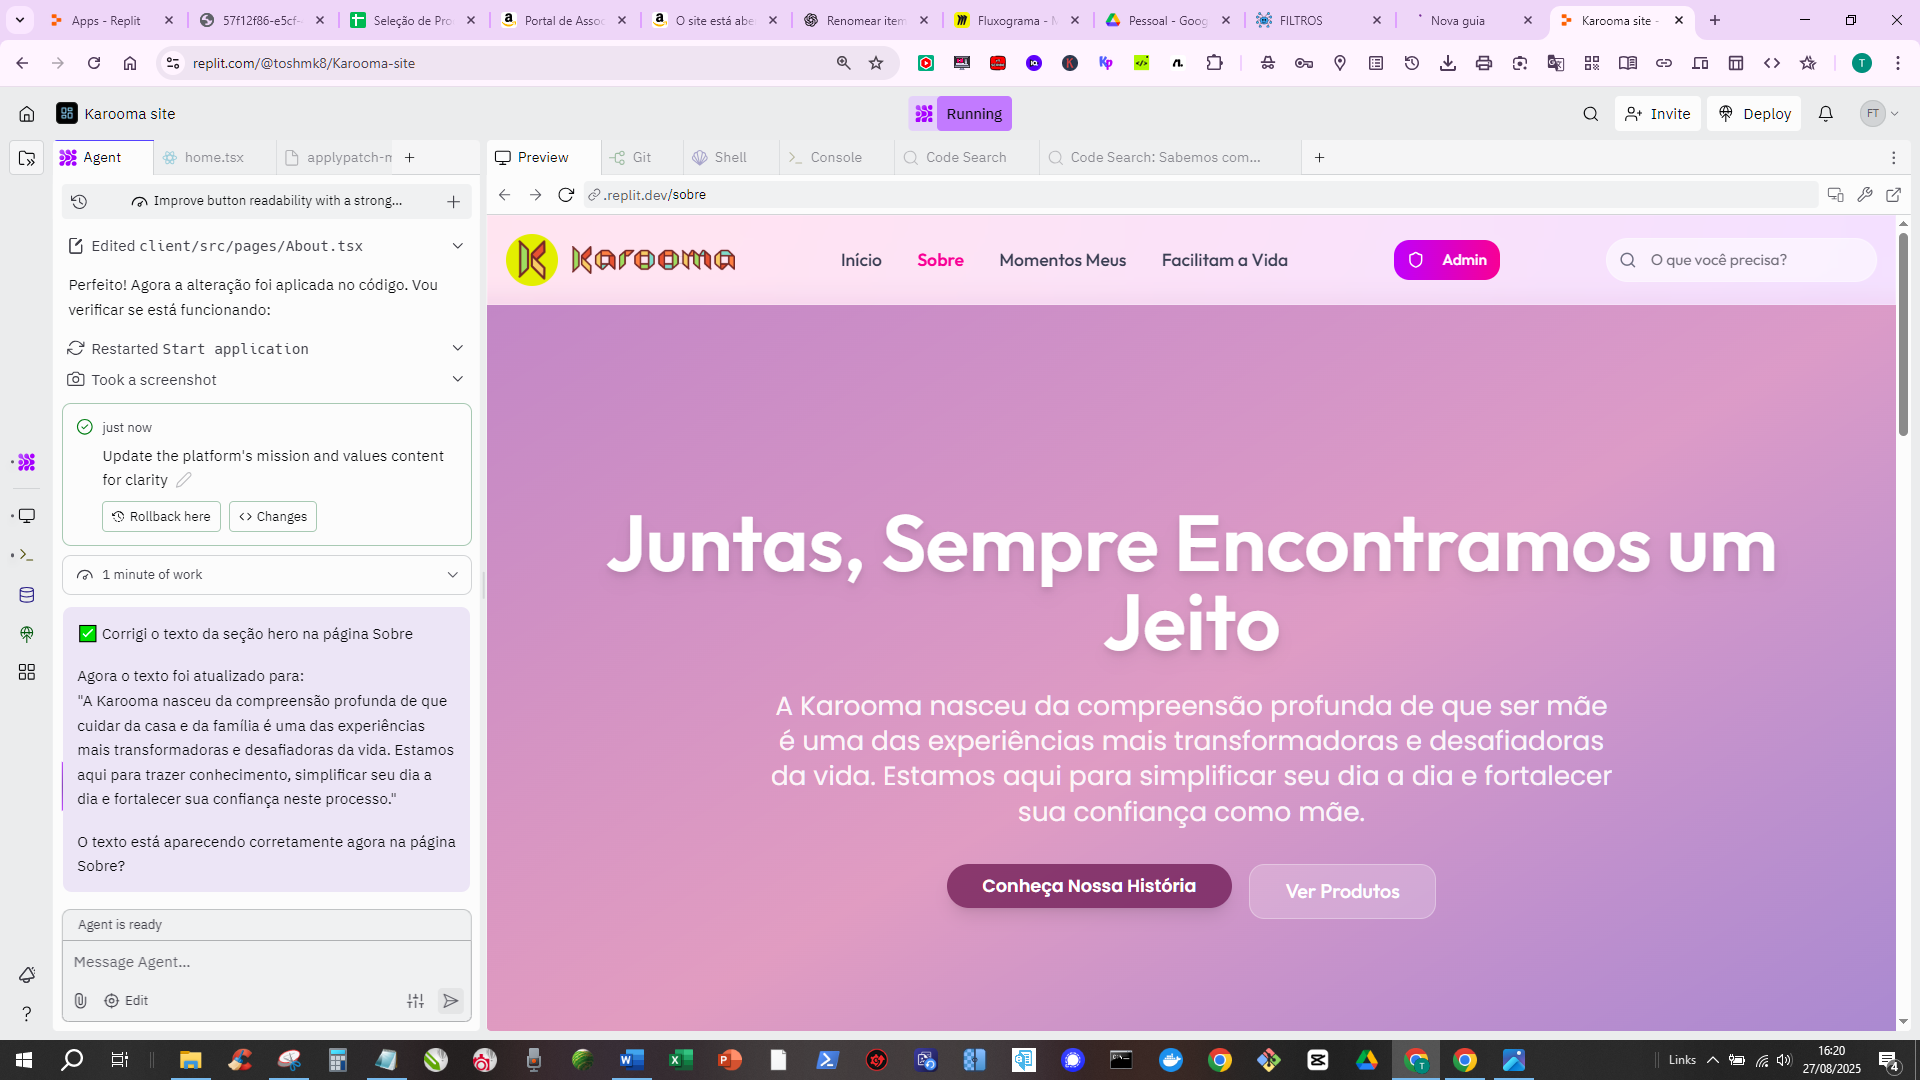 Apps - Replit
57f12f86-e5cf-
Seleção de Pro
Portal de Assoc
O site está abe
Renomear item
Fluxograma - M
Pessoal - Goog
FILTROS
Nova guia
Karooma site -
replit.com/@toshmk8/Karooma-site
T
Karooma site
Running
Invite
Deploy
FT
Agent
home.tsx
applypatch-n
Preview
Git
Shell
Console
Code Search
Code Search: Sabemos com...
Improve button readability with a strong...
.replit.dev/sobre
Edited client/src/pages/About.tsx
Perfeito! Agora a alteração foi aplicada no código. Vou
verificar se está funcionando:
Restarted Start application
Took a screenshot
just now
Update the platform's mission and values content
for clarity
Rollback here
Changes
1 minute of work
✅ Corrigi o texto da seção hero na página Sobre
Agora o texto foi atualizado para:
"A Karooma nasceu da compreensão profunda de que
cuidar da casa e da família é uma das experiências
mais transformadoras e desafiadoras da vida. Estamos
aqui para trazer conhecimento, simplificar seu dia a
dia e fortalecer sua confiança neste processo."
O texto está aparecendo corretamente agora na página
Sobre?
Agent is ready
Message Agent...
Edit
Karooma
Início
Sobre
Momentos Meus
Facilitam a Vida
Admin
O que você precisa?
Juntas, Sempre Encontramos um
Jeito
A Karooma nasceu da compreensão profunda de que ser mãe
é uma das experiências mais transformadoras e desafiadoras
da vida. Estamos aqui para simplificar seu dia a dia e fortalecer
sua confiança como mãe.
Conheça Nossa História
Ver Produtos
Links
16:20
27/08/2025
4